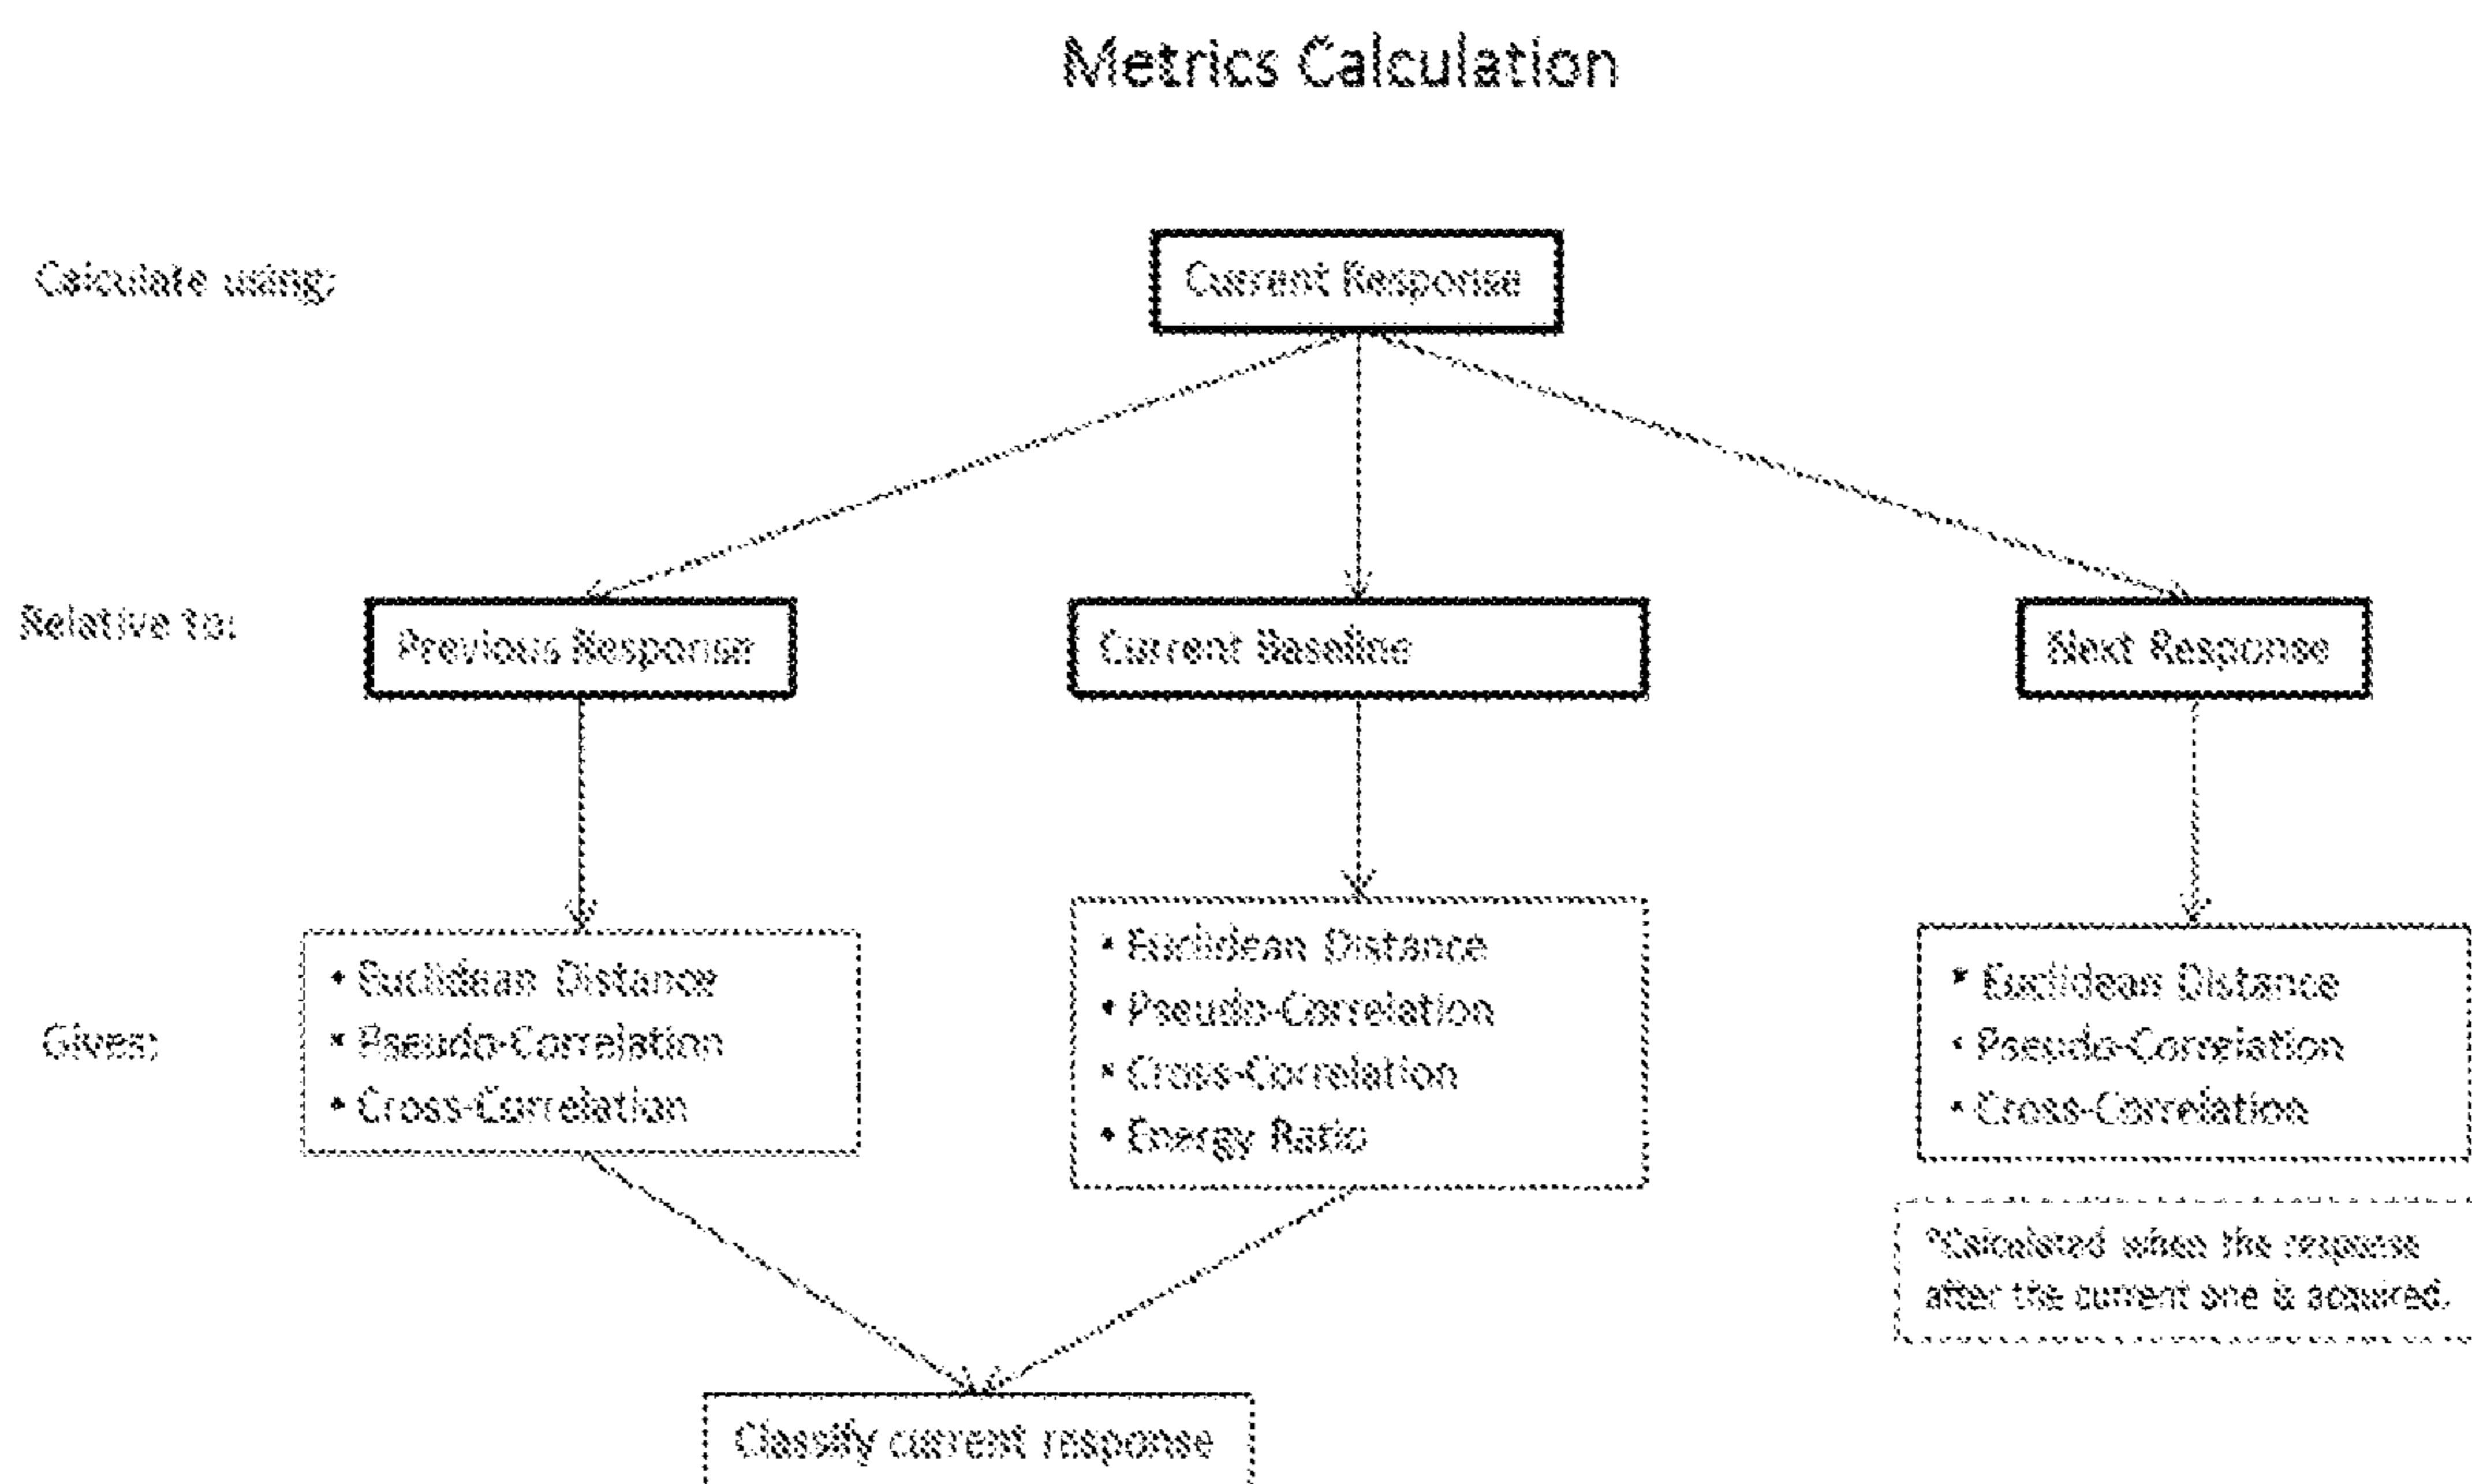 Metrics Calculation
Calculate using:
Current Response
Relative to:
Previous Response
Current Baseline
Next Response
Gives:
• Euclidean Distance
• Pseudo-Correlation
• Cross-Correlation
• Euclidean Distance
• Pseudo-Correlation
• Cross-Correlation
• Energy Ratio
• Euclidean Distance
• Pseudo-Correlation
• Cross-Correlation
*Calculated when the response
after the current one is acquired.
Classify current response